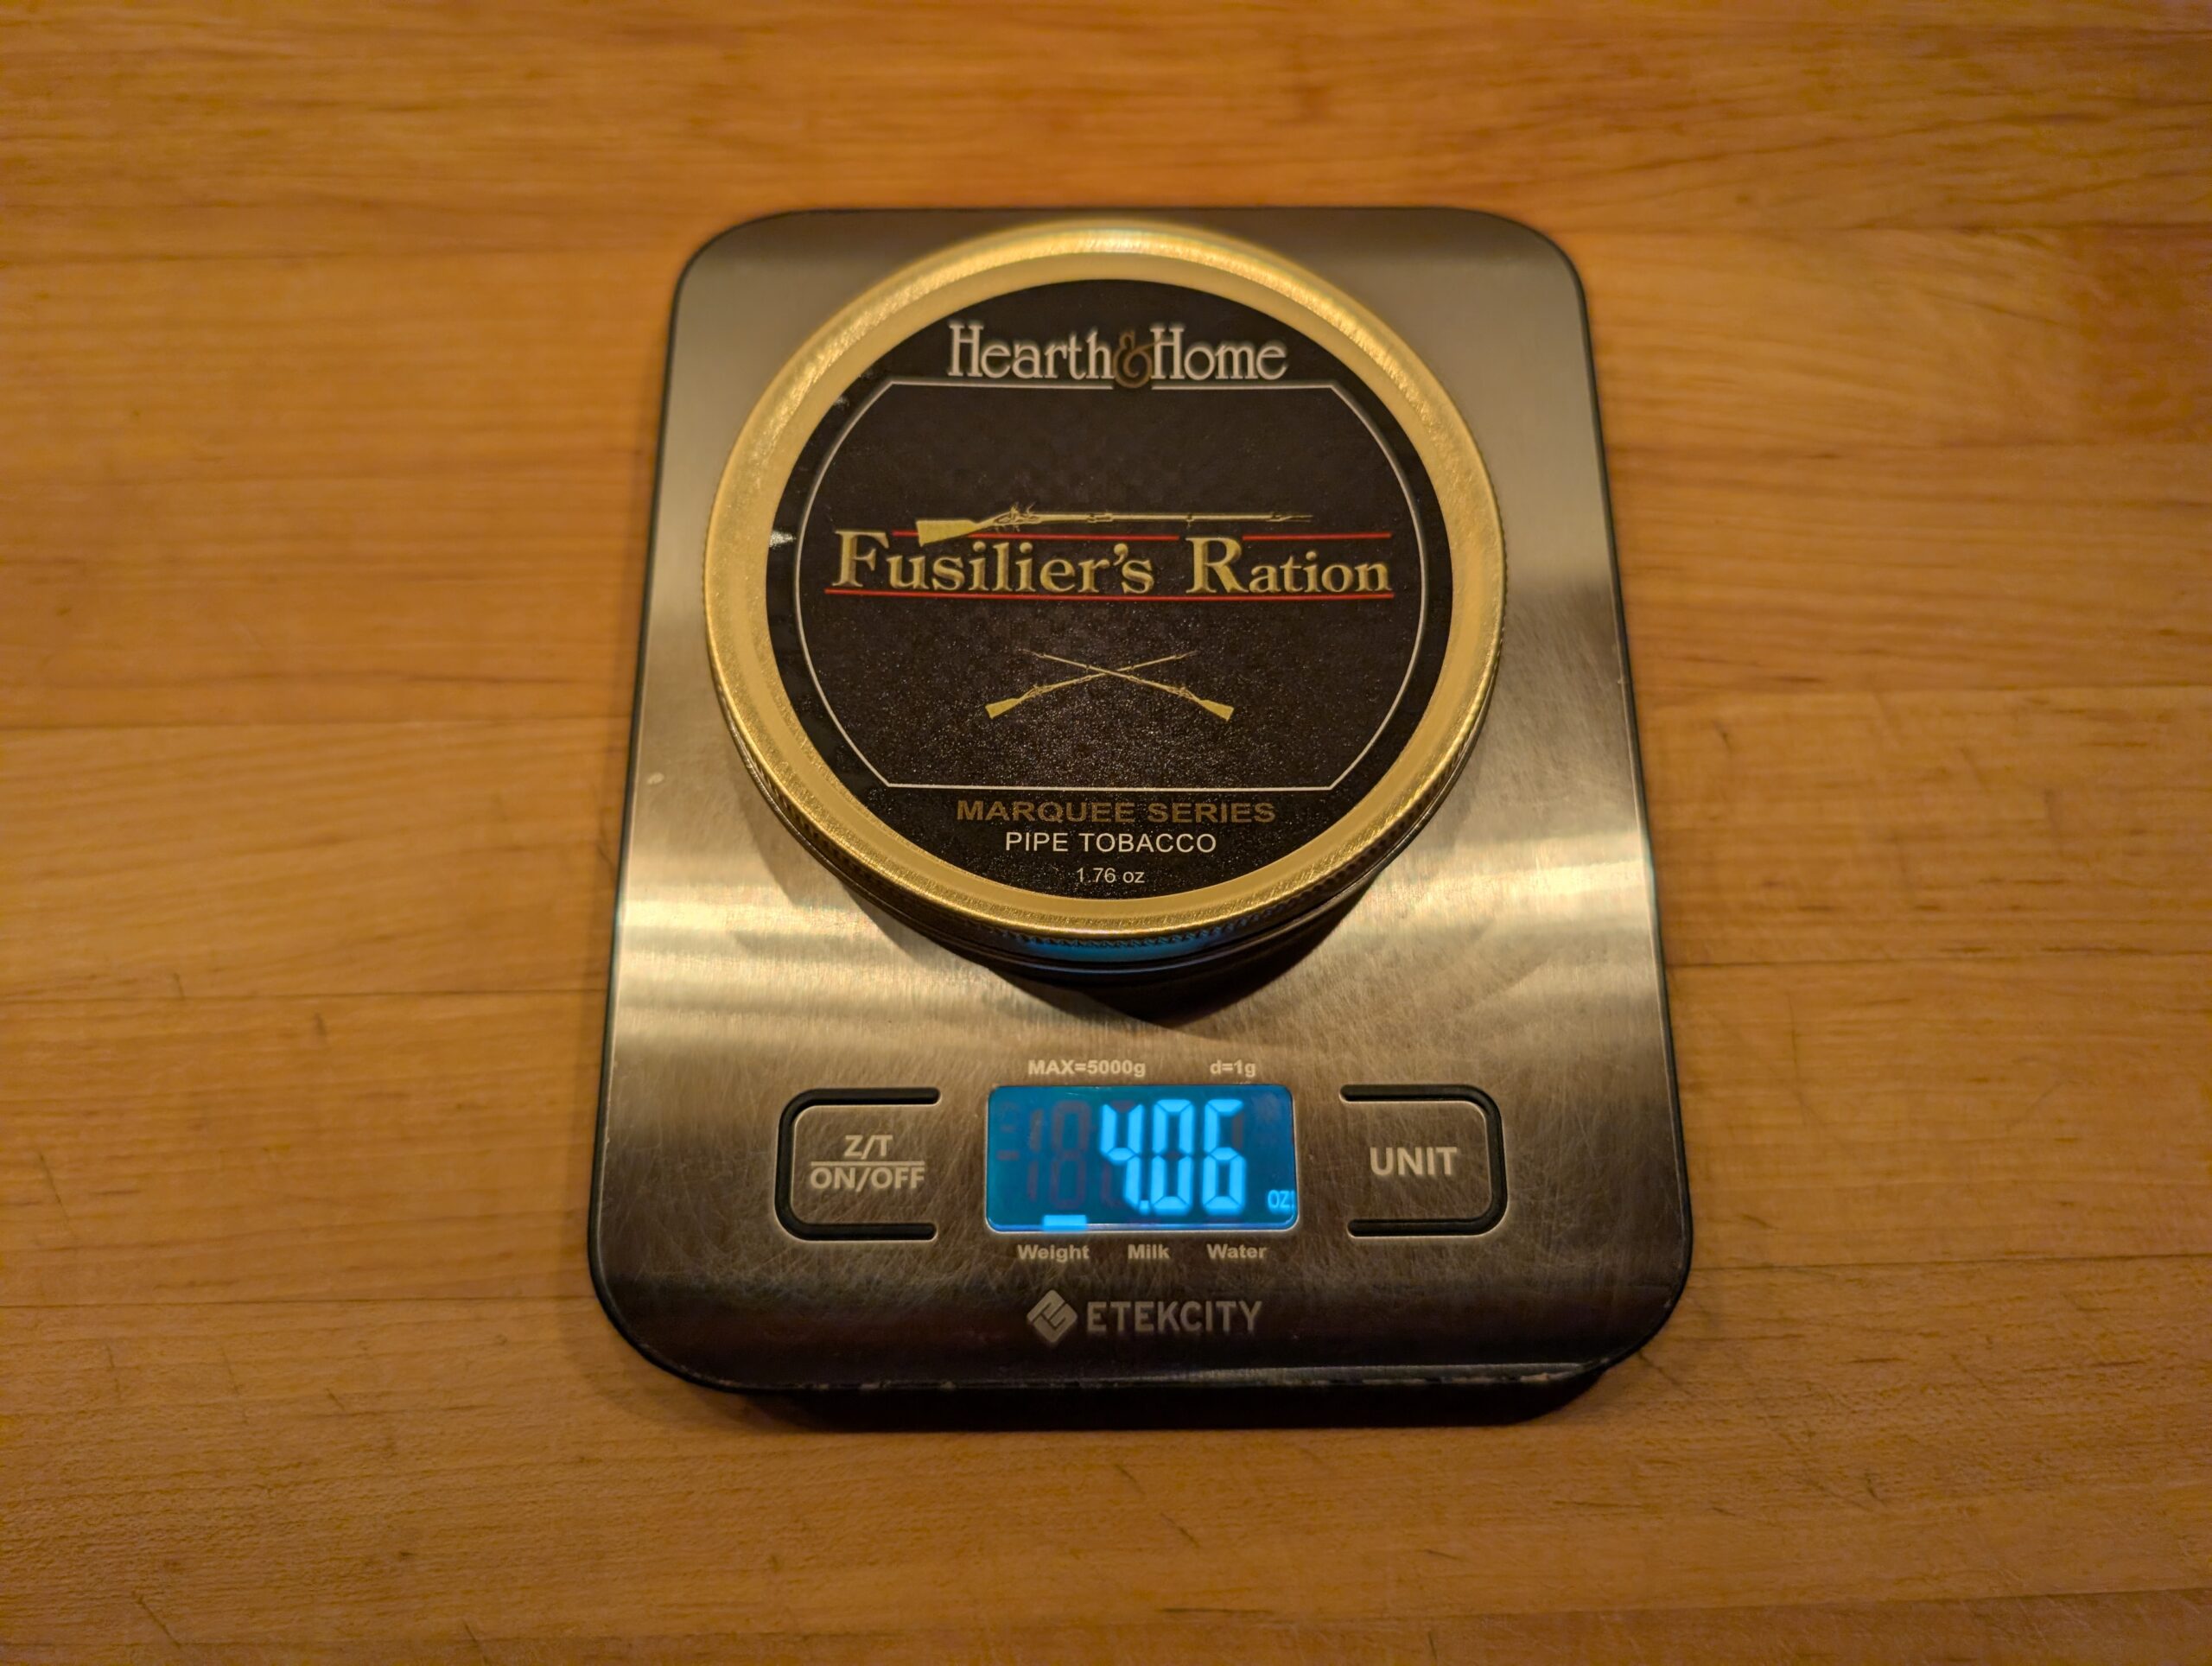 Hearth & Home
Fusilier's Ration
MARQUEE SERIES
PIPE TOBACCO
1.76 oz
MAX=5000g d=1g
Z/T
ON/OFF
4.06 oz
UNIT
Weight Milk Water
ETEKCITY